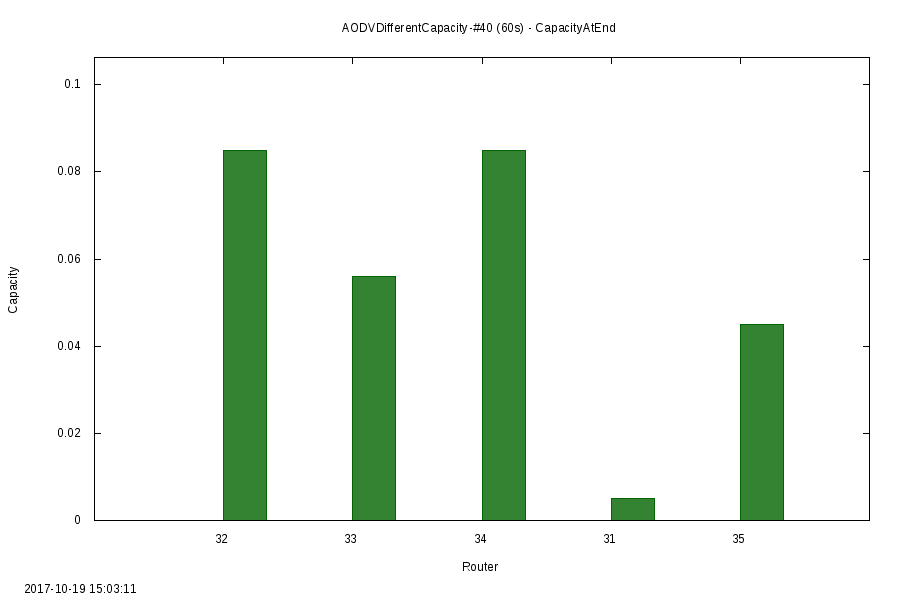 AODVDifferentCapacity-#40 (60s) - CapacityAtEnd
0.1
0.08
0.06
0.04
0.02
0
Capacity
32 33 34 31 35
Router
2017-10-19 15:03:11